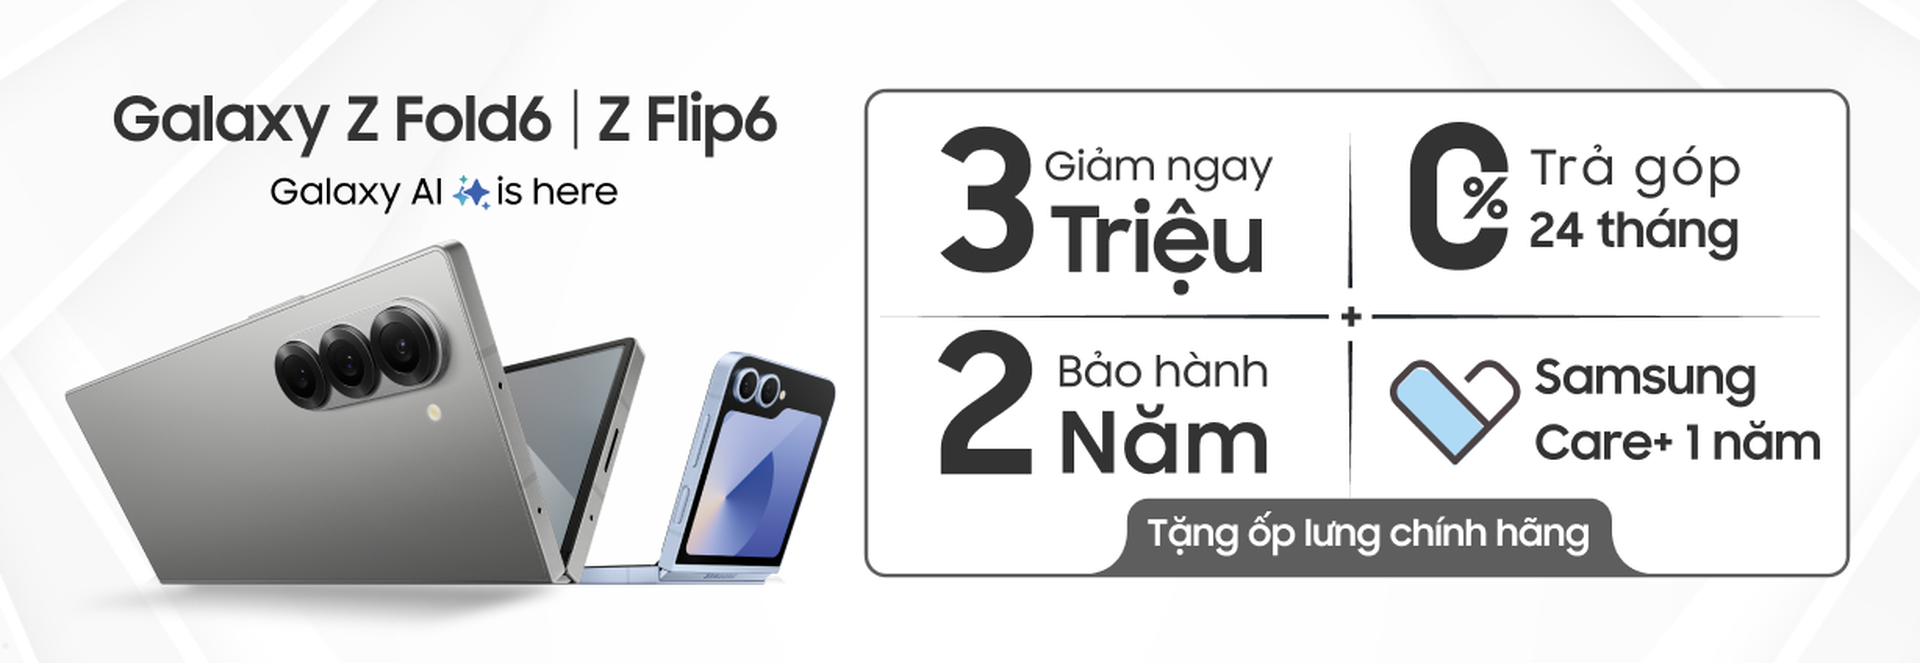 Galaxy Z Fold6 | Z Flip6
Galaxy AI is here
3 Giảm ngay
Triệu
0% Trả góp
24 tháng
2 Bảo hành
Năm
Samsung
Care+ 1 năm
Tặng ốp lưng chính hãng